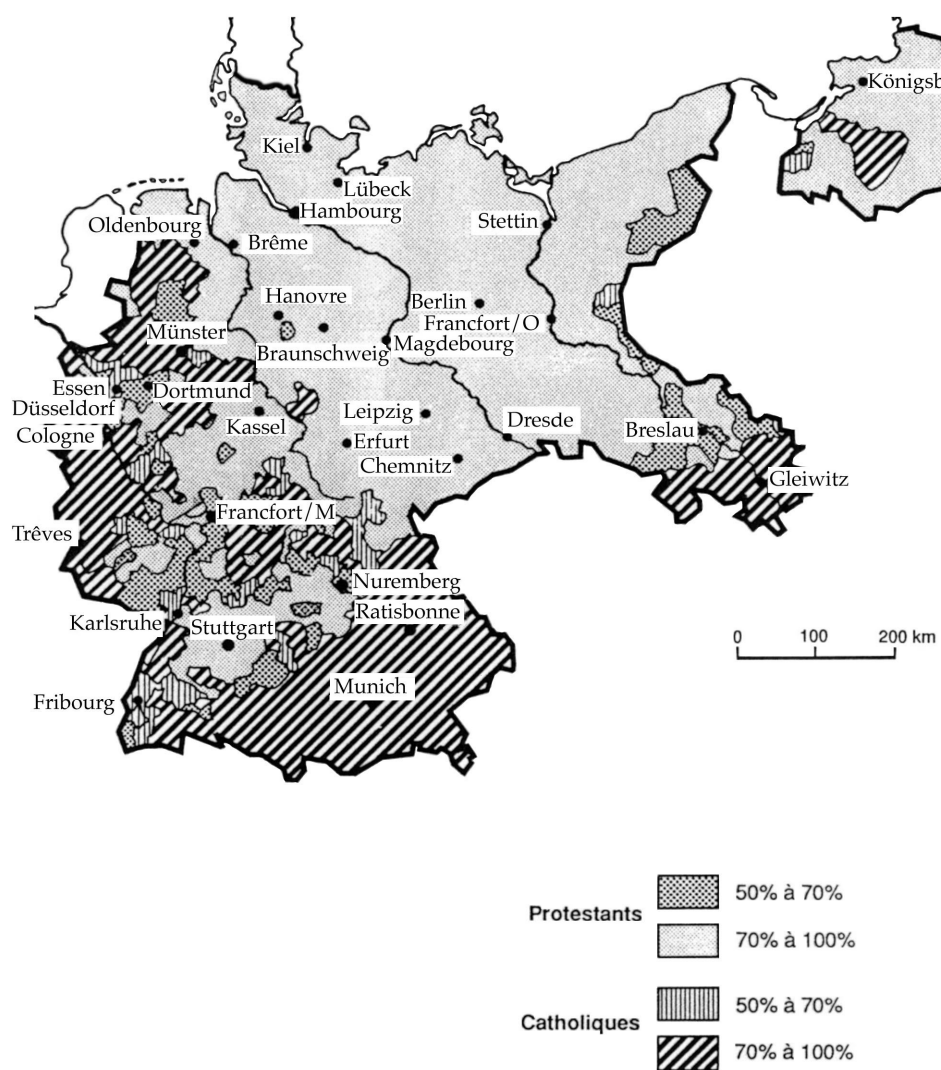 Königsb
Kiel
Lübeck
Hambourg
Stettin
Oldenbourg
Brême
Hanovre
Berlin
Francfort/O
Münster
Braunschweig
Magdebourg
Essen
Dortmund
Düsseldorf
Leipzig
Cologne
Kassel
Dresde
Breslau
Erfurt
Chemnitz
Gleiwitz
Francfort/M
Trêves
Nuremberg
Ratisbonne
Karlsruhe
Stuttgart
0 100 200 km
Munich
Fribourg
Protestants
50% à 70%
70% à 100%
Catholiques
50% à 70%
70% à 100%